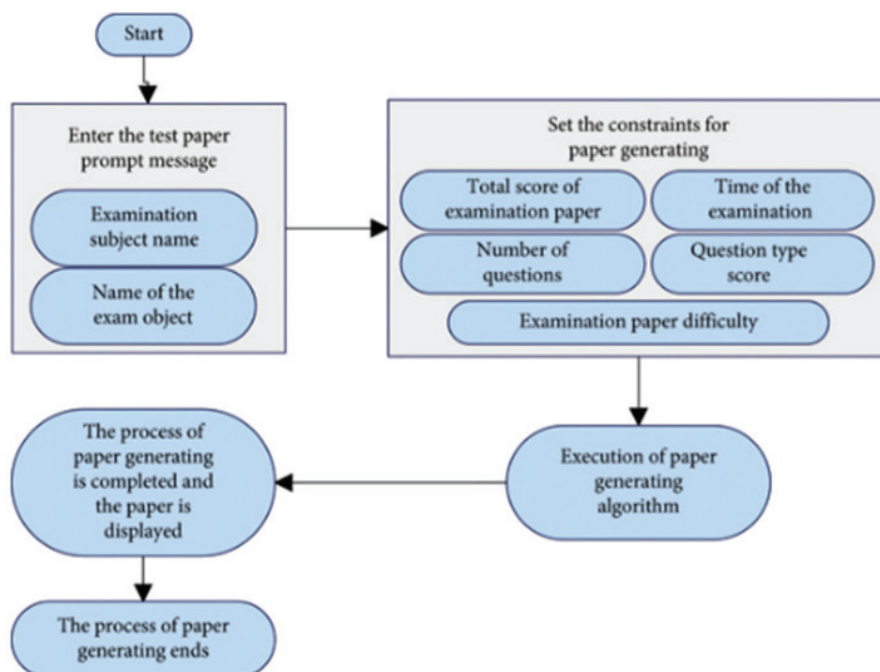 Start
Enter the test paper
prompt message
Examination
subject name
Name of the
exam object
Set the constraints for
paper generating
Total score of
examination paper
Time of the
examination
Number of
questions
Question type
score
Examination paper difficulty
Execution of paper
generating
algorithm
The process of
paper generating
is completed and
the paper is
displayed
The process of paper
generating ends